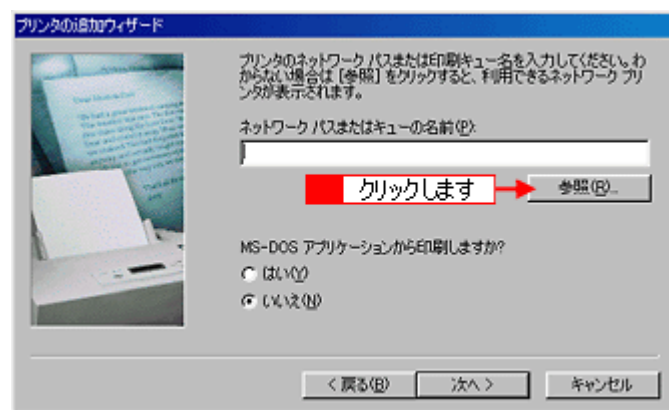 プリンタの追加ウィザード
プリンタのネットワーク パスまたは印刷キュー名を入力してください。わ
からない場合は [参照] をクリックすると、利用できるネットワーク プリ
ンタが表示されます。
ネットワーク パスまたはキューの名前(P):
クリックします
参照(R)...
MS-DOS アプリケーションから印刷しますか?
はい(Y)
いいえ(N)
< 戻る(B)
次へ >
キャンセル